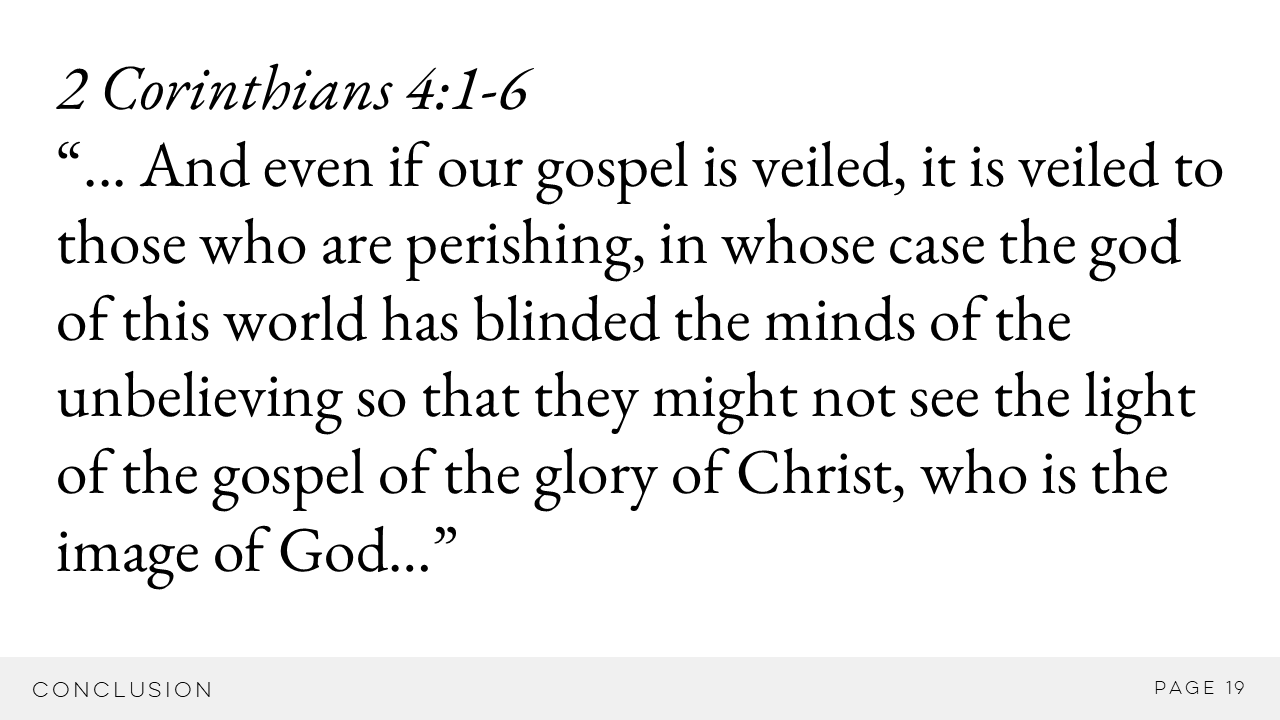 2 Corinthians 4:1-6
“... And even if our gospel is veiled, it is veiled to
those who are perishing, in whose case the god
of this world has blinded the minds of the
unbelieving so that they might not see the light
of the gospel of the glory of Christ, who is the
image of God...”
CONCLUSION
PAGE 19